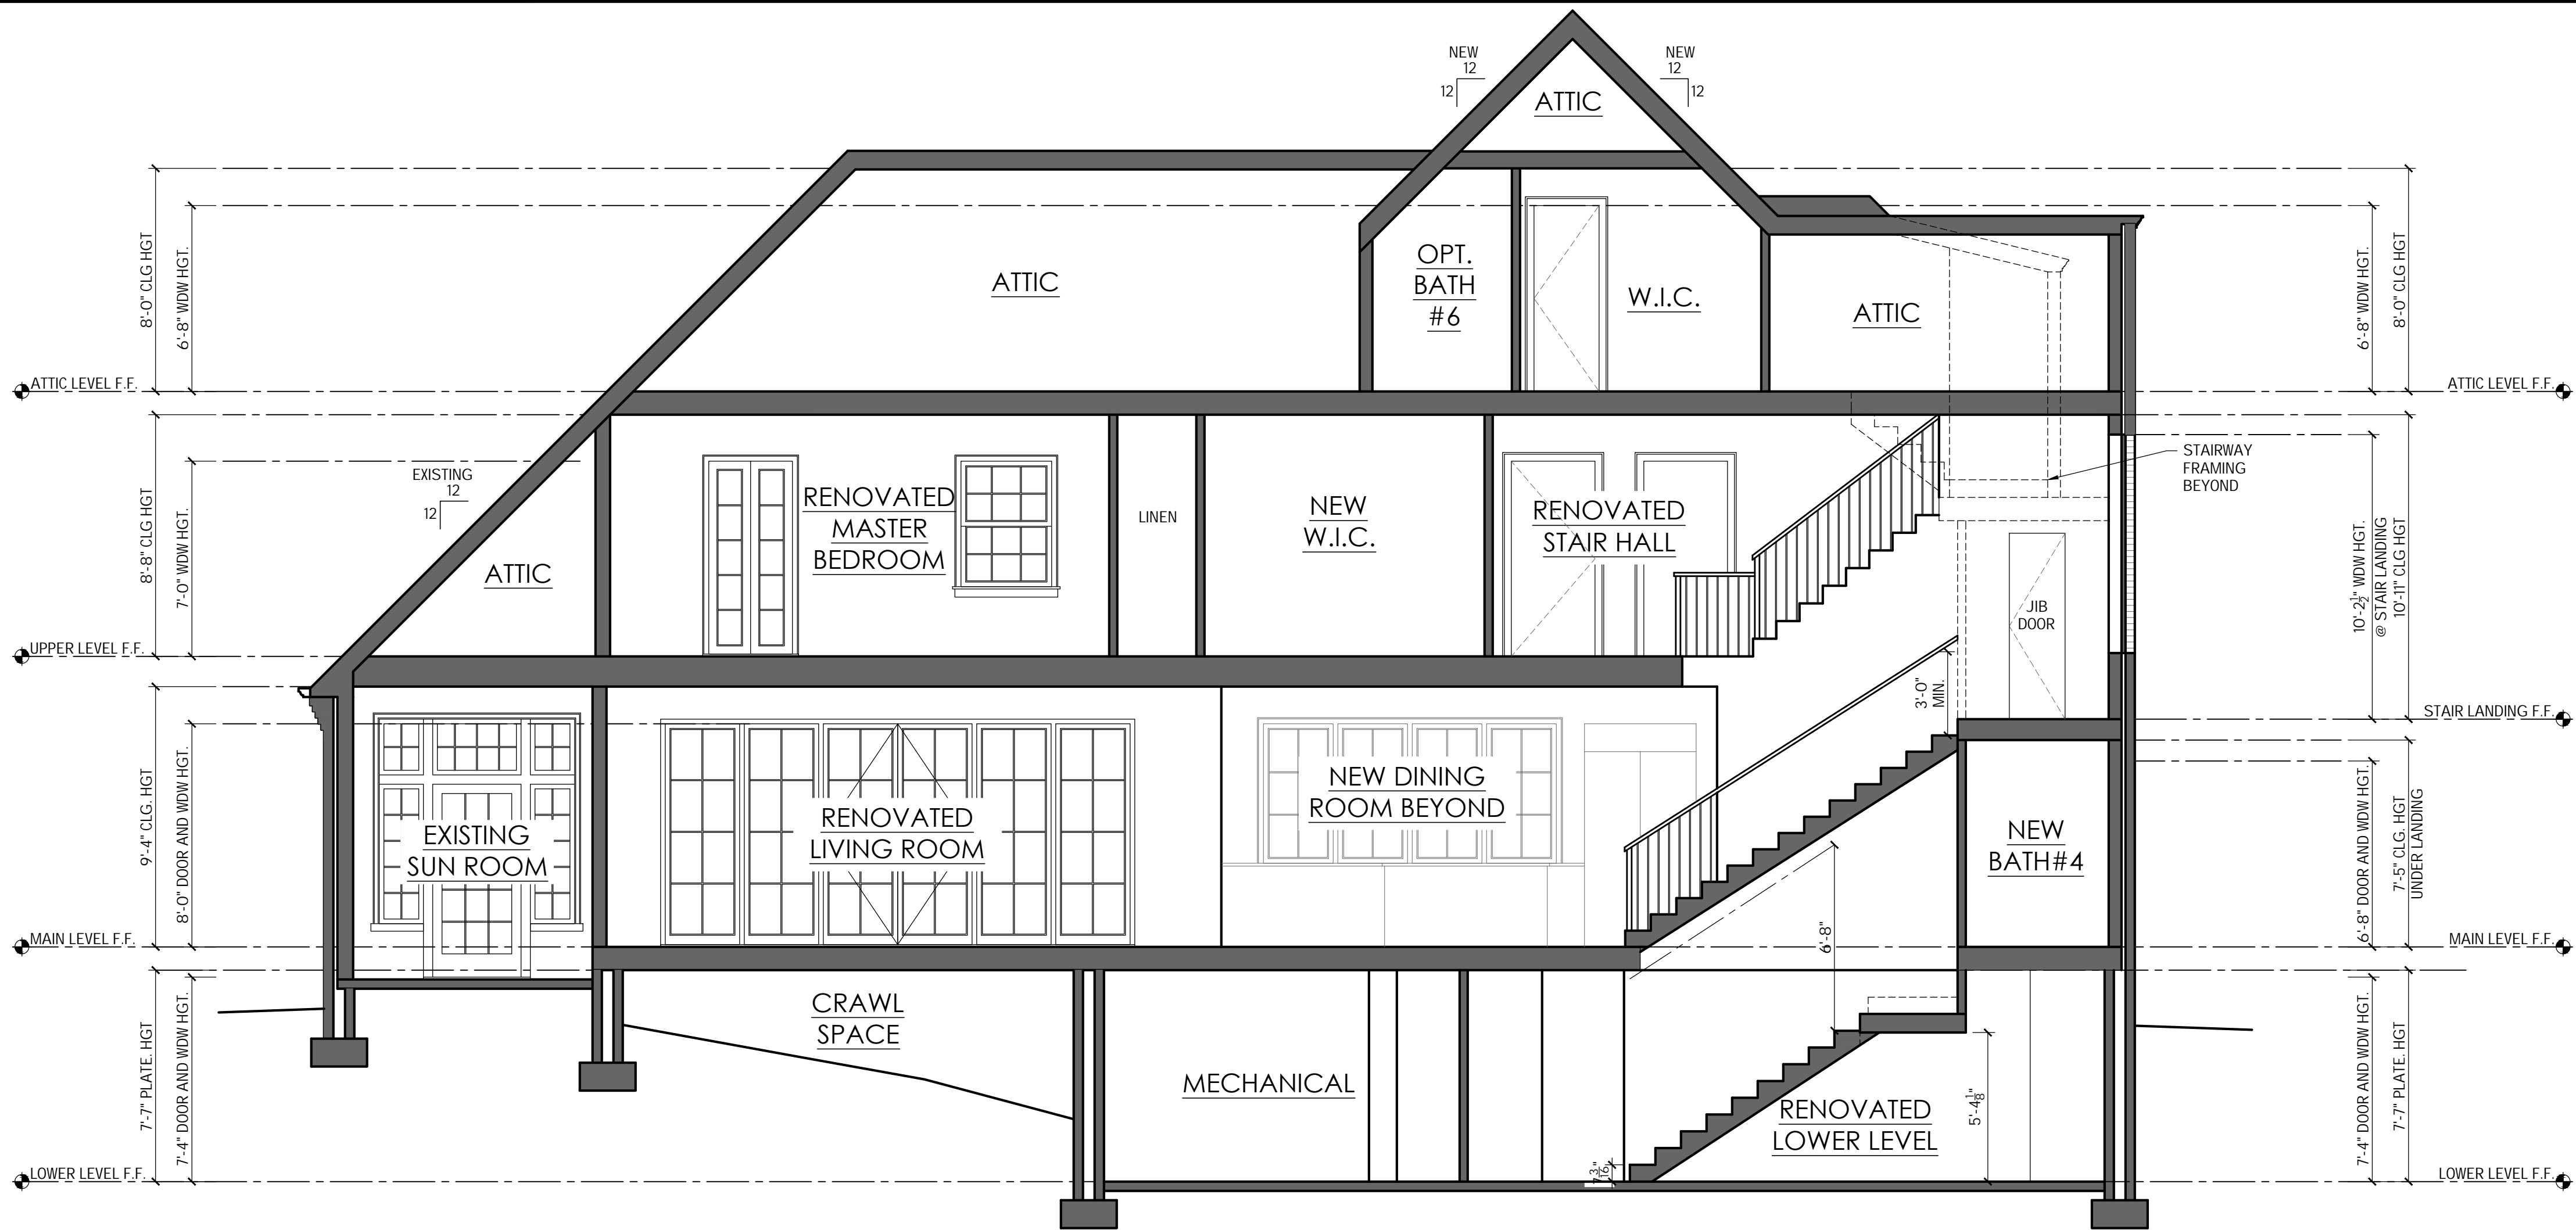 NEW
12
12
NEW
12
12
ATTIC
8'-0" CLG HGT
6'-8" WDW HGT.
ATTIC
OPT.
BATH
#6
W.I.C.
ATTIC
6'-8" WDW HGT.
8'-0" CLG HGT
ATTIC LEVEL F.F.
ATTIC LEVEL F.F.
8'-8" CLG HGT
7'-0" WDW HGT.
EXISTING
12
12
ATTIC
RENOVATED
MASTER
BEDROOM
LINEN
NEW
W.I.C.
RENOVATED
STAIR HALL
STAIRWAY
FRAMING
BEYOND
JIB
DOOR
10'-2 1/2" WDW HGT.
@ STAIR LANDING
10'-11" CLG HGT
UPPER LEVEL F.F.
3'-0"
MIN.
STAIR LANDING F.F.
9'-4" CLG. HGT
8'-0" DOOR AND WDW HGT.
EXISTING
SUN ROOM
RENOVATED
LIVING ROOM
NEW DINING
ROOM BEYOND
NEW
BATH#4
6'-8" DOOR AND WDW HGT.
7'-5" CLG. HGT
UNDER LANDING
MAIN LEVEL F.F.
6'-8"
MAIN LEVEL F.F.
7'-7" PLATE. HGT
7'-4" DOOR AND WDW HGT.
CRAWL
SPACE
MECHANICAL
7 3/16"
RENOVATED
LOWER LEVEL
5'-4 1/8"
7'-4" DOOR AND WDW HGT.
7'-7" PLATE. HGT
LOWER LEVEL F.F.
LOWER LEVEL F.F.